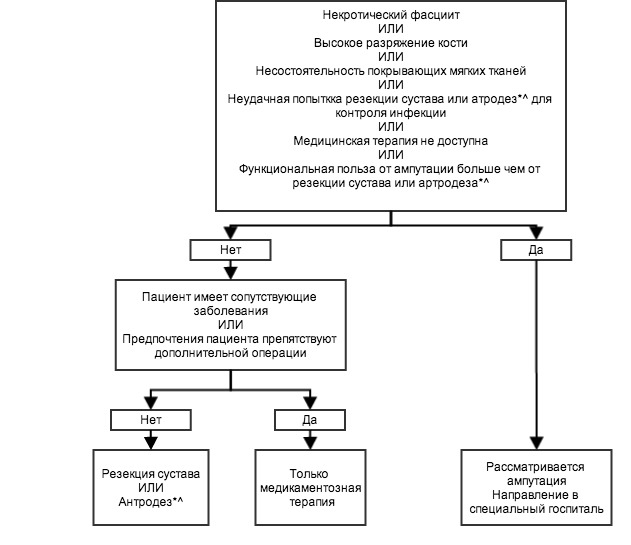 Некротический фасциит
ИЛИ
Высокое разряжение кости
ИЛИ
Несостоятельность покрывающих мягких тканей
ИЛИ
Неудачная попыткка резекции сустава или атродез*^ для
контроля инфекции
ИЛИ
Медицинская терапия не доступна
ИЛИ
Функциональная польза от ампутации больше чем от
резекции сустава или артродеза*^
Нет
Да
Пациент имеет сопутствующие
заболевания
ИЛИ
Предпочтения пациента препятствуют
дополнительной операции
Нет
Да
Резекция сустава
ИЛИ
Антродез*^
Только
медикаментозная
терапия
Рассматривается
ампутация
Направление в
специальный госпиталь